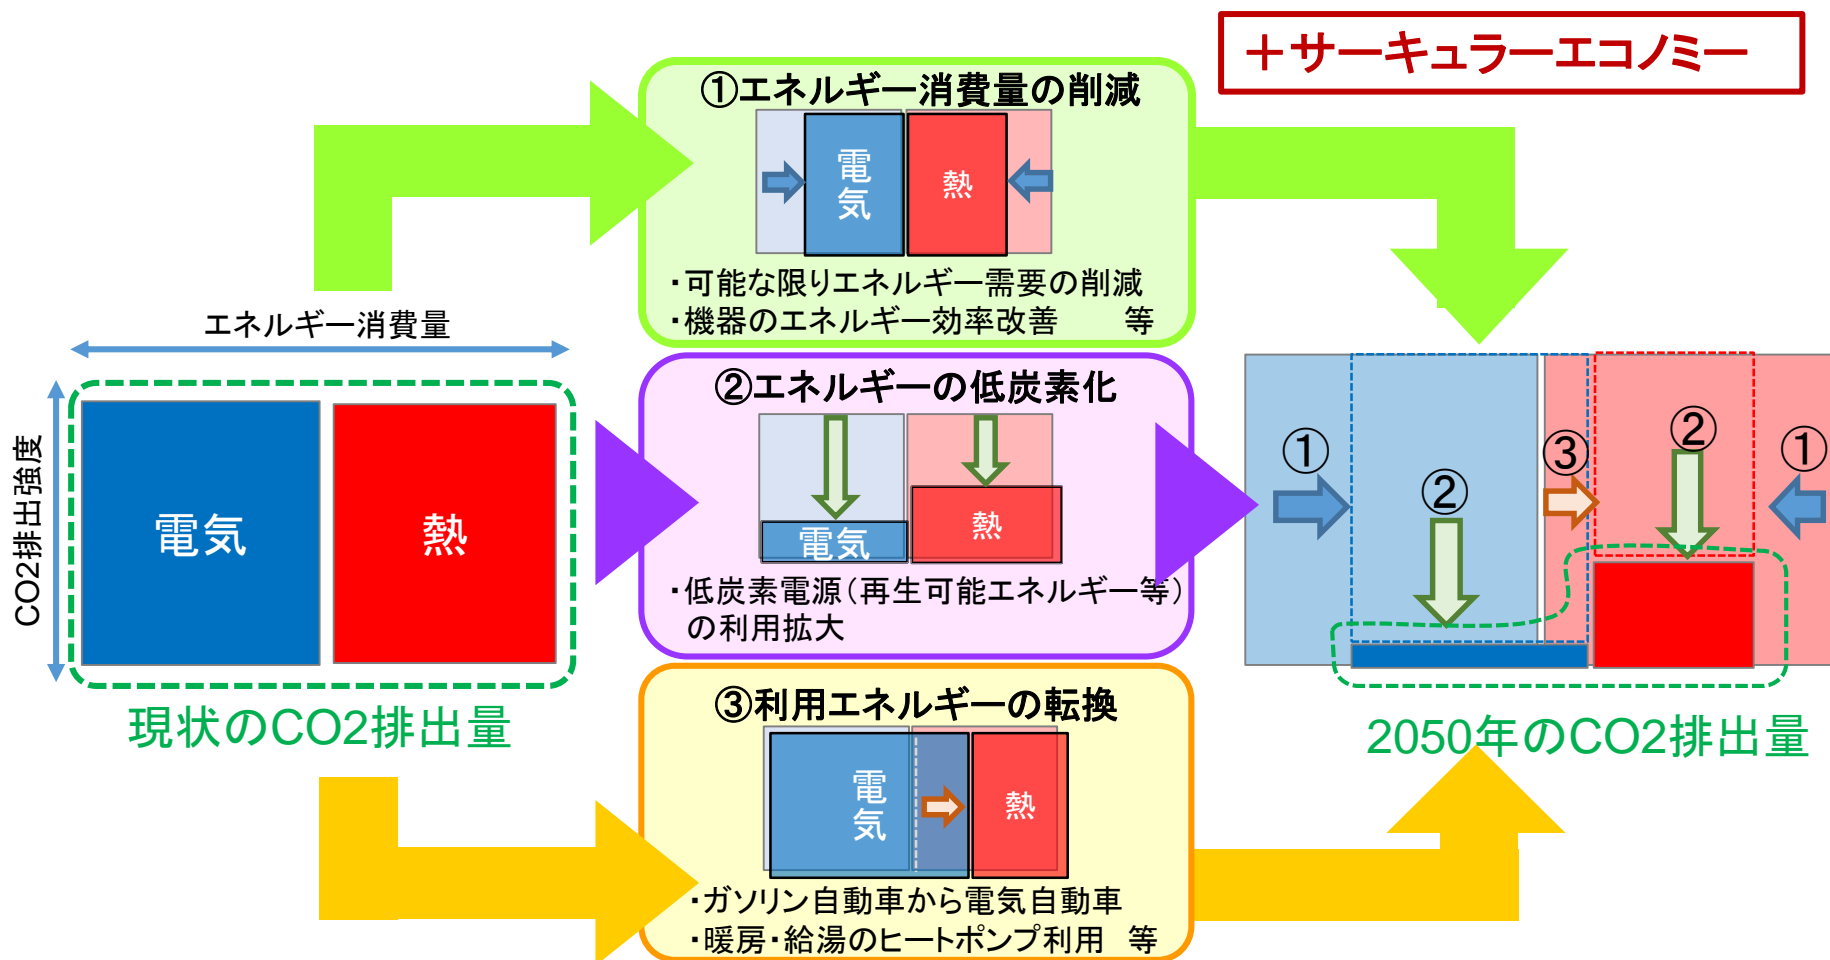 ＋サーキュラーエコノミー
①エネルギー消費量の削減
電気
熱
・可能な限りエネルギー需要の削減
・機器のエネルギー効率改善　等
エネルギー消費量
CO2排出強度
電気
熱
現状のCO2排出量
②エネルギーの低炭素化
電気
熱
・低炭素電源（再生可能エネルギー等）
の利用拡大
③利用エネルギーの転換
電気
熱
・ガソリン自動車から電気自動車
・暖房・給湯のヒートポンプ利用　等
①
②
③
②
①
2050年のCO2排出量